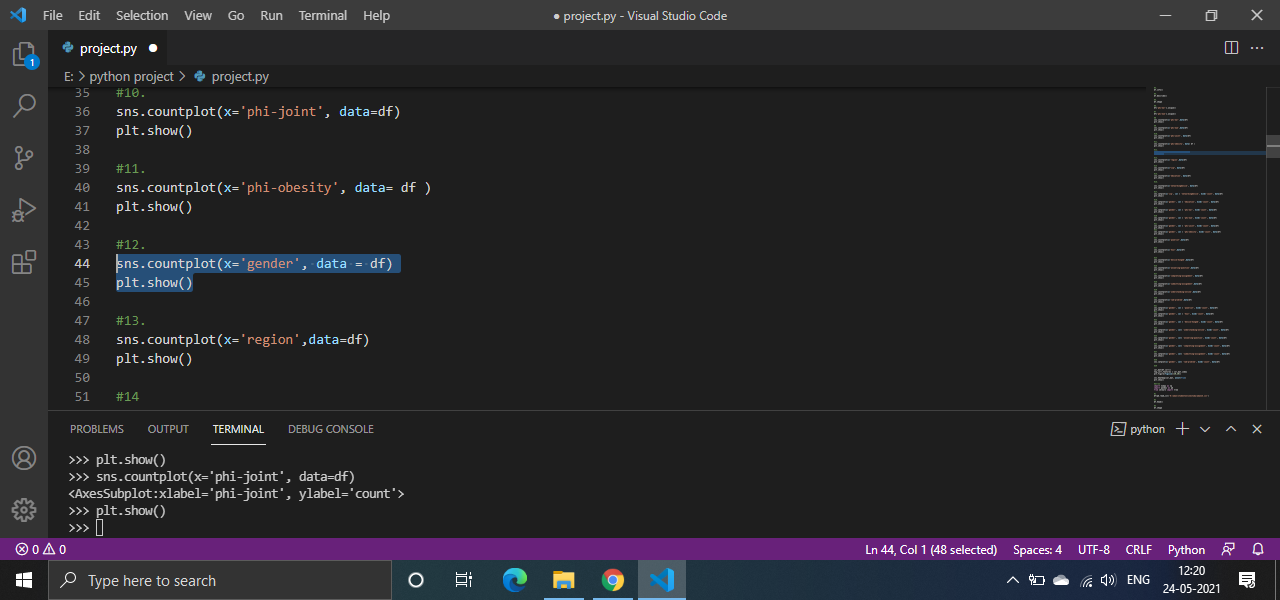 File Edit Selection View Go Run Terminal Help ● project.py - Visual Studio Code
project.py
1
E: > python project > project.py
35 #10.
36 sns.countplot(x='phi-joint', data=df)
37 plt.show()
38
39 #11.
40 sns.countplot(x='phi-obesity', data= df )
41 plt.show()
42
43 #12.
44 sns.countplot(x='gender', data = df)
45 plt.show()
46
47 #13.
48 sns.countplot(x='region',data=df)
49 plt.show()
50
51 #14
PROBLEMS OUTPUT TERMINAL DEBUG CONSOLE python
>>> plt.show()
>>> sns.countplot(x='phi-joint', data=df)
<AxesSubplot:xlabel='phi-joint', ylabel='count'>
>>> plt.show()
>>>
0 0 Ln 44, Col 1 (48 selected) Spaces: 4 UTF-8 CRLF Python
Type here to search ENG 12:20
24-05-2021